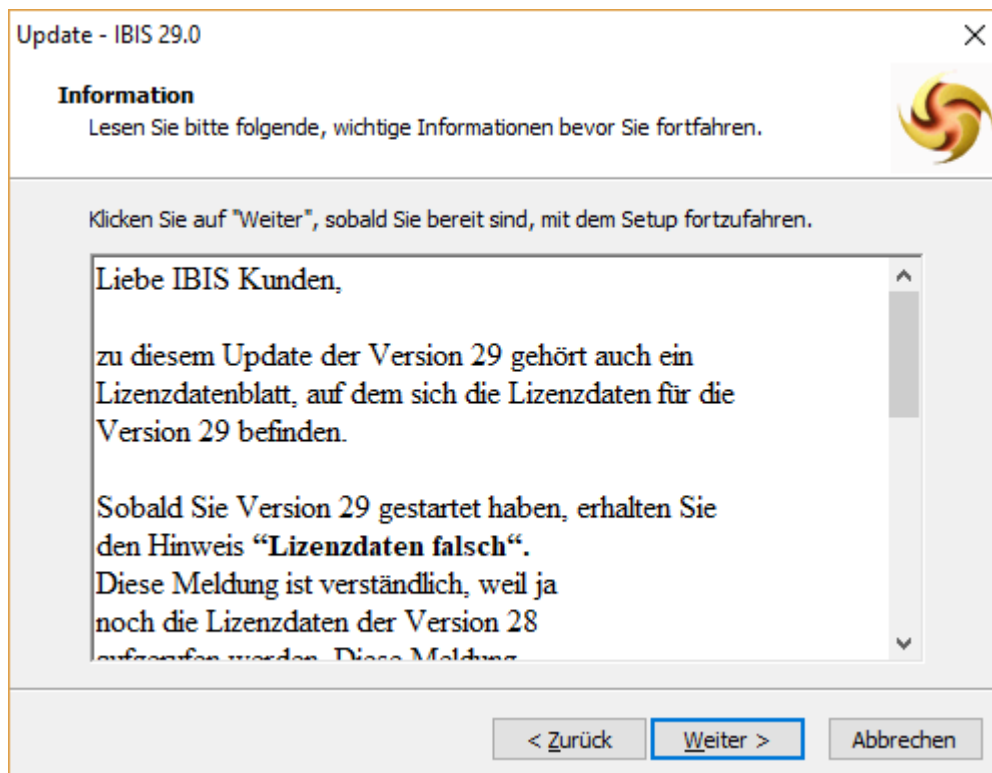 Update - IBIS 29.0
Information
Lesen Sie bitte folgende, wichtige Informationen bevor Sie fortfahren.
Klicken Sie auf "Weiter", sobald Sie bereit sind, mit dem Setup fortzufahren.
Liebe IBIS Kunden,
zu diesem Update der Version 29 gehört auch ein
Lizenzdatenblatt, auf dem sich die Lizenzdaten für die
Version 29 befinden.
Sobald Sie Version 29 gestartet haben, erhalten Sie
den Hinweis “Lizenzdaten falsch“.
Diese Meldung ist verständlich, weil ja
noch die Lizenzdaten der Version 28
aufgerufen werden. Diese Meldung
< Zurück
Weiter >
Abbrechen